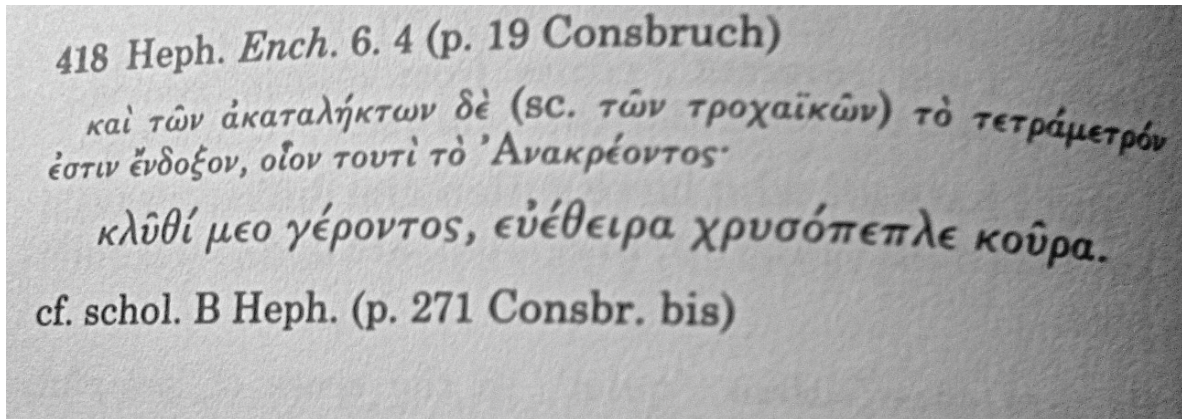 418 Heph. Ench. 6. 4 (p. 19 Consbruch)
καὶ τῶν ἀκαταλήκτων δὲ (sc. τῶν τροχαϊκῶν) τὸ τετράμετρόν
ἐστιν ἔνδοξον, οἷον τουτὶ τὸ Ἀνακρέοντος·
κλῦθί μεο γέροντος, εὐέθειρα χρυσόπεπλε κοῦρα.
cf. schol. B Heph. (p. 271 Consbr. bis)